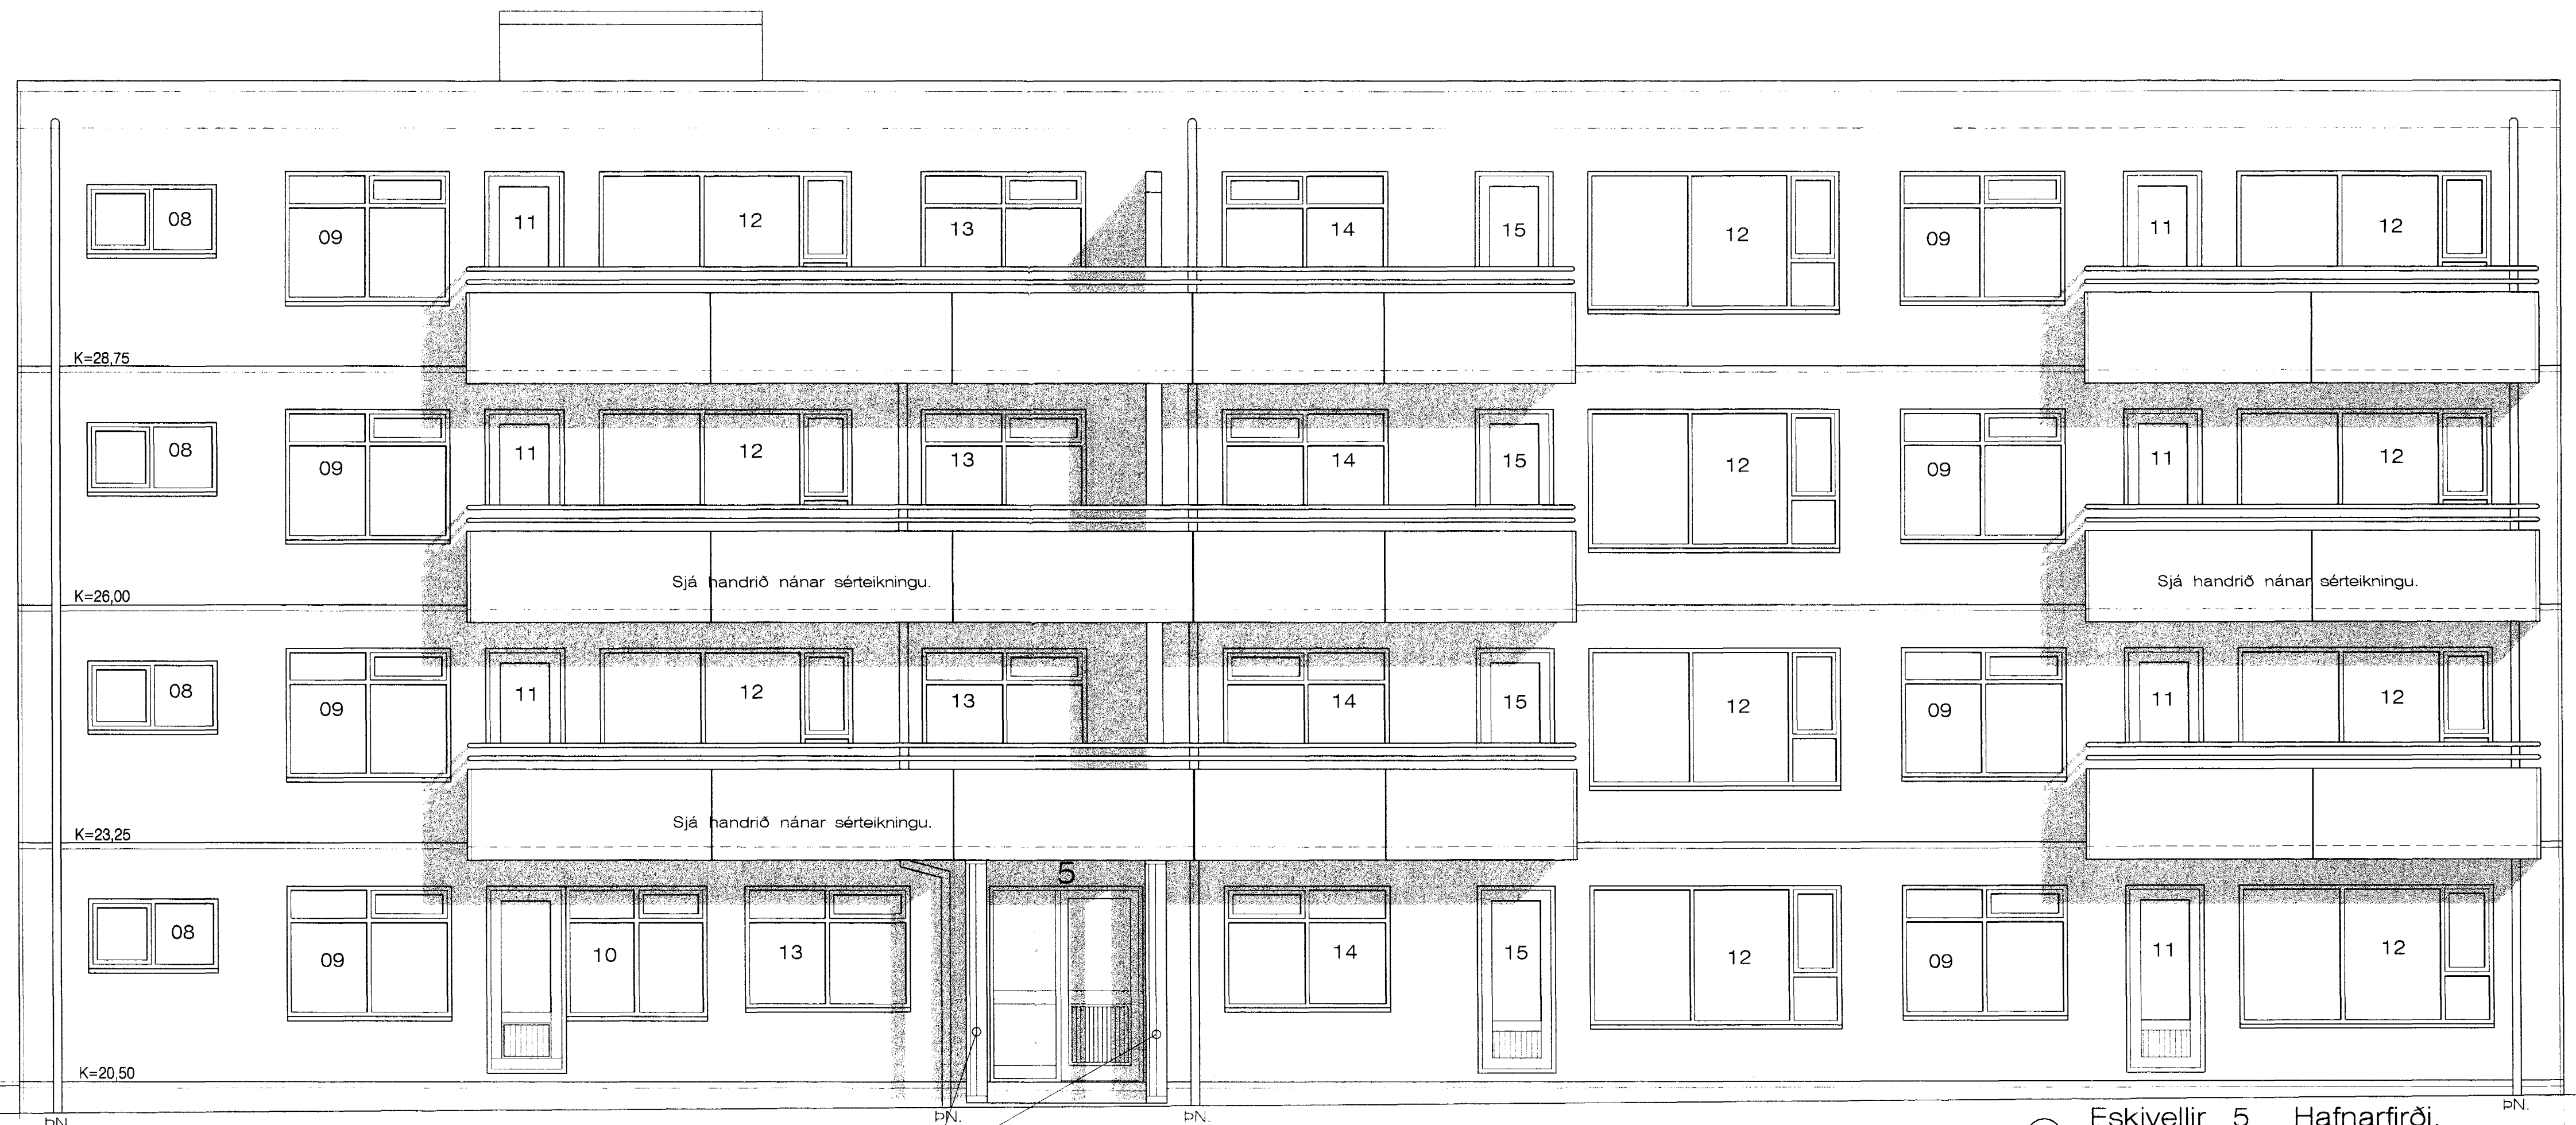 08 09 11 12 13 14 15 12 09 11 12
K=28,75
08 09 11 12 13 14 15 12 09 11 12
Sjá handrið nánar sérteikningu. Sjá handrið nánar sérteikningu.
K=26,00
08 09 11 12 13 14 15 12 09 11 12
Sjá handrið nánar sérteikningu.
K=23,25
5
08 09 10 13 14 15 12 09 11 12
K=20,50
ÞN. ÞN. ÞN. ÞN.
Eskivellir 5 Hafnarfirði.